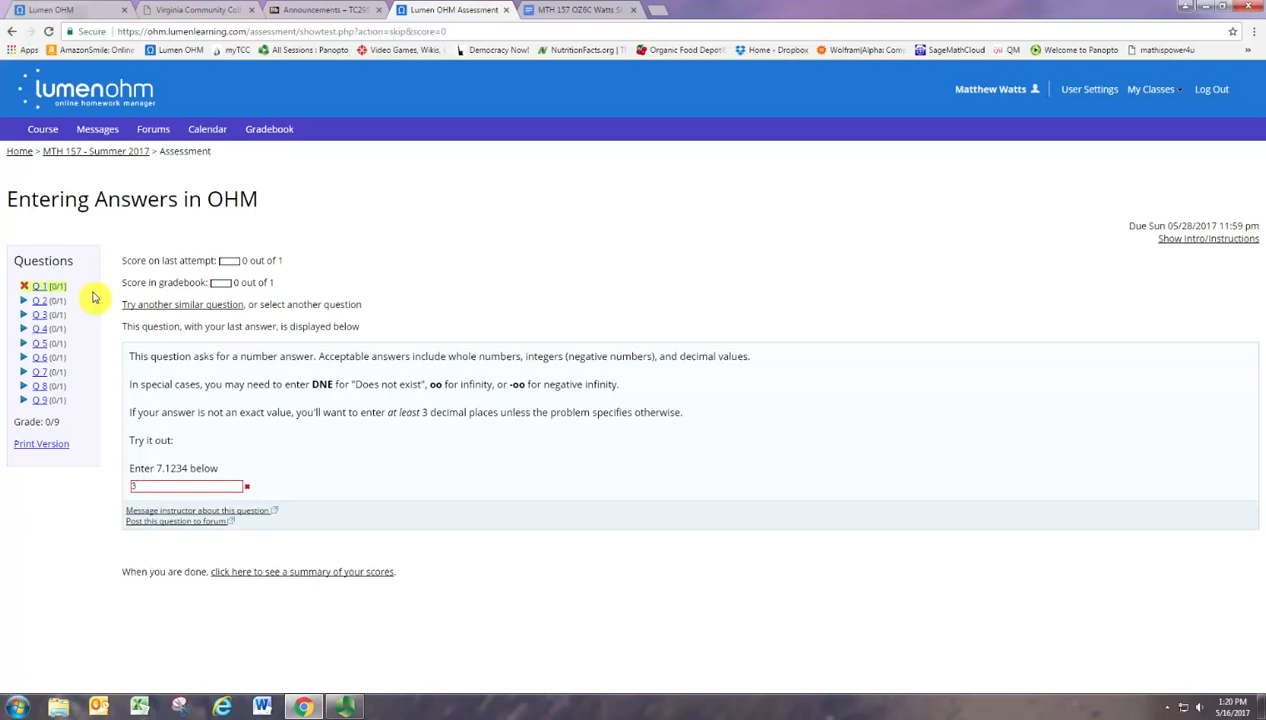 Lumen OHM
Virginia Community Coll
Announcements – TC298
Lumen OHM Assessment
MTH 157 OZ6C Watts S
Secure
https://ohm.lumenlearning.com/assessment/showtest.php?action=skip&score=0
Apps
AmazonSmile: Online
Lumen OHM
myTCC
All Sessions : Panopto
Video Games, Wikis,
Democracy Now!
NutritionFacts.org | T
Organic Food Depot
Home - Dropbox
Wolfram|Alpha: Comp
SageMathCloud
QM
Welcome to Panopto
mathispower4u
lumenohm
online homework manager
Matthew Watts
User Settings
My Classes
Log Out
Course
Messages
Forums
Calendar
Gradebook
Home > MTH 157 - Summer 2017 > Assessment
Entering Answers in OHM
Due Sun 05/28/2017 11:59 pm
Show Intro/Instructions
Questions
Q 1 [0/1]
Q 2 (0/1)
Q 3 (0/1)
Q 4 (0/1)
Q 5 (0/1)
Q 6 (0/1)
Q 7 (0/1)
Q 8 (0/1)
Q 9 (0/1)
Grade: 0/9
Print Version
Score on last attempt: 0 out of 1
Score in gradebook: 0 out of 1
Try another similar question, or select another question
This question, with your last answer, is displayed below
This question asks for a number answer. Acceptable answers include whole numbers, integers (negative numbers), and decimal values.
In special cases, you may need to enter DNE for "Does not exist", oo for infinity, or -oo for negative infinity.
If your answer is not an exact value, you'll want to enter at least 3 decimal places unless the problem specifies otherwise.
Try it out:
Enter 7.1234 below
3
Message instructor about this question
Post this question to forum
When you are done, click here to see a summary of your scores.
1:20 PM
5/16/2017